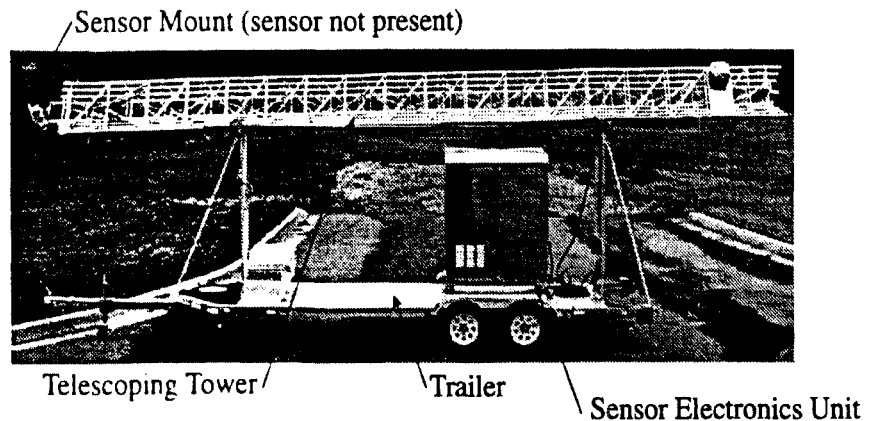 Sensor Mount (sensor not present)
Telescoping Tower
Trailer
Sensor Electronics Unit